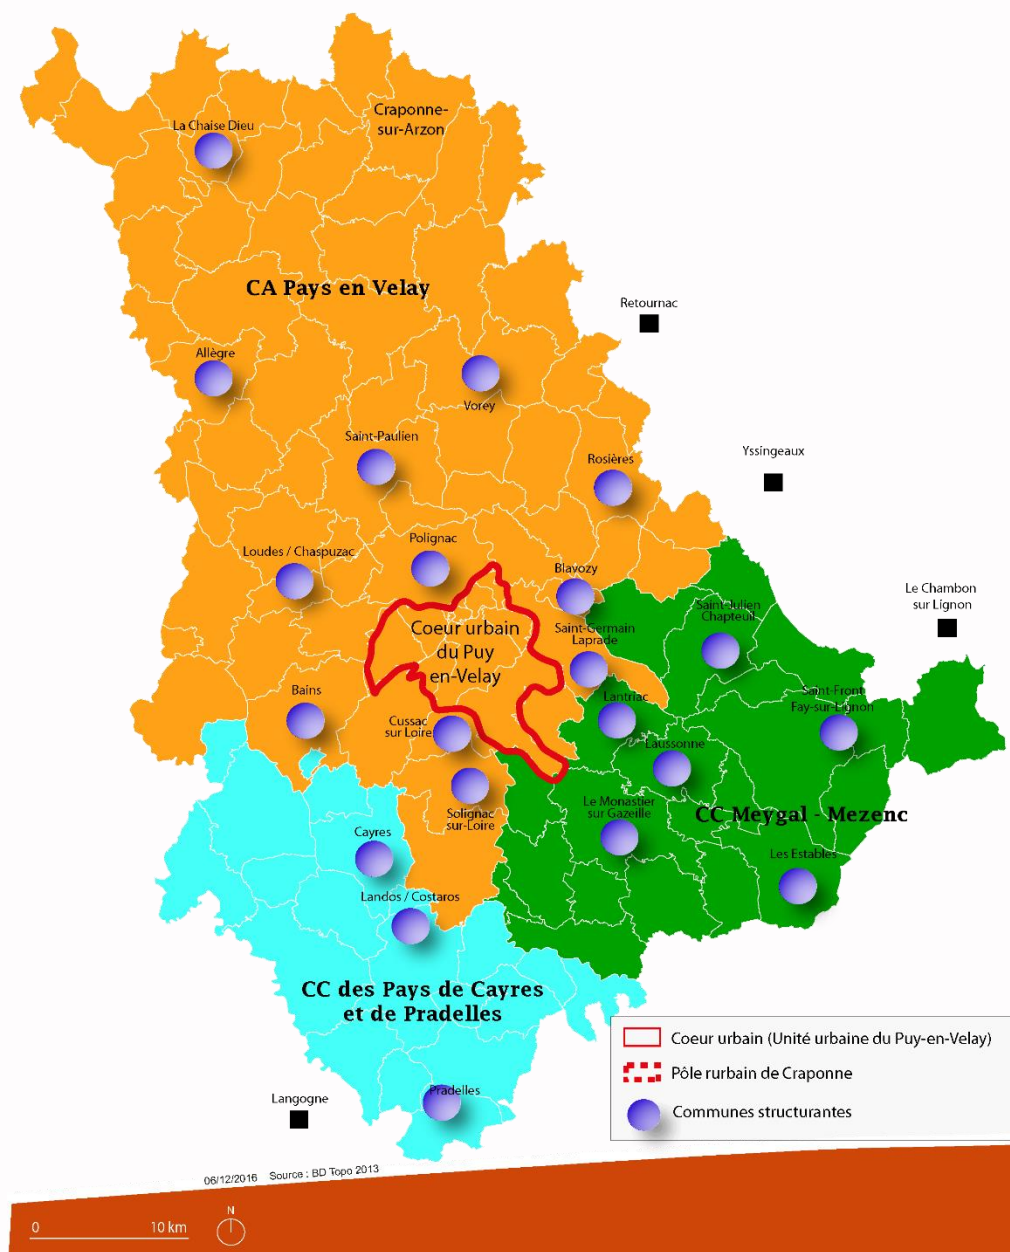 Craponne-
sur-Arzon
La Chaise Dieu
CA Pays en Velay
Retournac
Allègre
Vorey
Saint-Paulien
Yssingeaux
Rosières
Polignac
Loudes / Chaspuzac
Blavozy
Le Chambon
sur Lignon
Saint-Julien
Chapteuil
Coeur urbain
du Puy
en-Velay
Saint-Germain
Laprade
Bains
Lantriac
Saint-Front
Fay-sur-Lignon
Cussac
sur Loire
Laussonne
Solignac
sur-Loire
Le Monastier
sur Gazeille
CC Meygal - Mezenc
Cayres
Les Estables
Landos / Costaros
CC des Pays de Cayres
et de Pradelles
Pradelles
Langogne
Coeur urbain (Unité urbaine du Puy-en-Velay)
Pôle rurbain de Craponne
Communes structurantes
06/12/2016 Source : BD Topo 2013
0 10 km
N